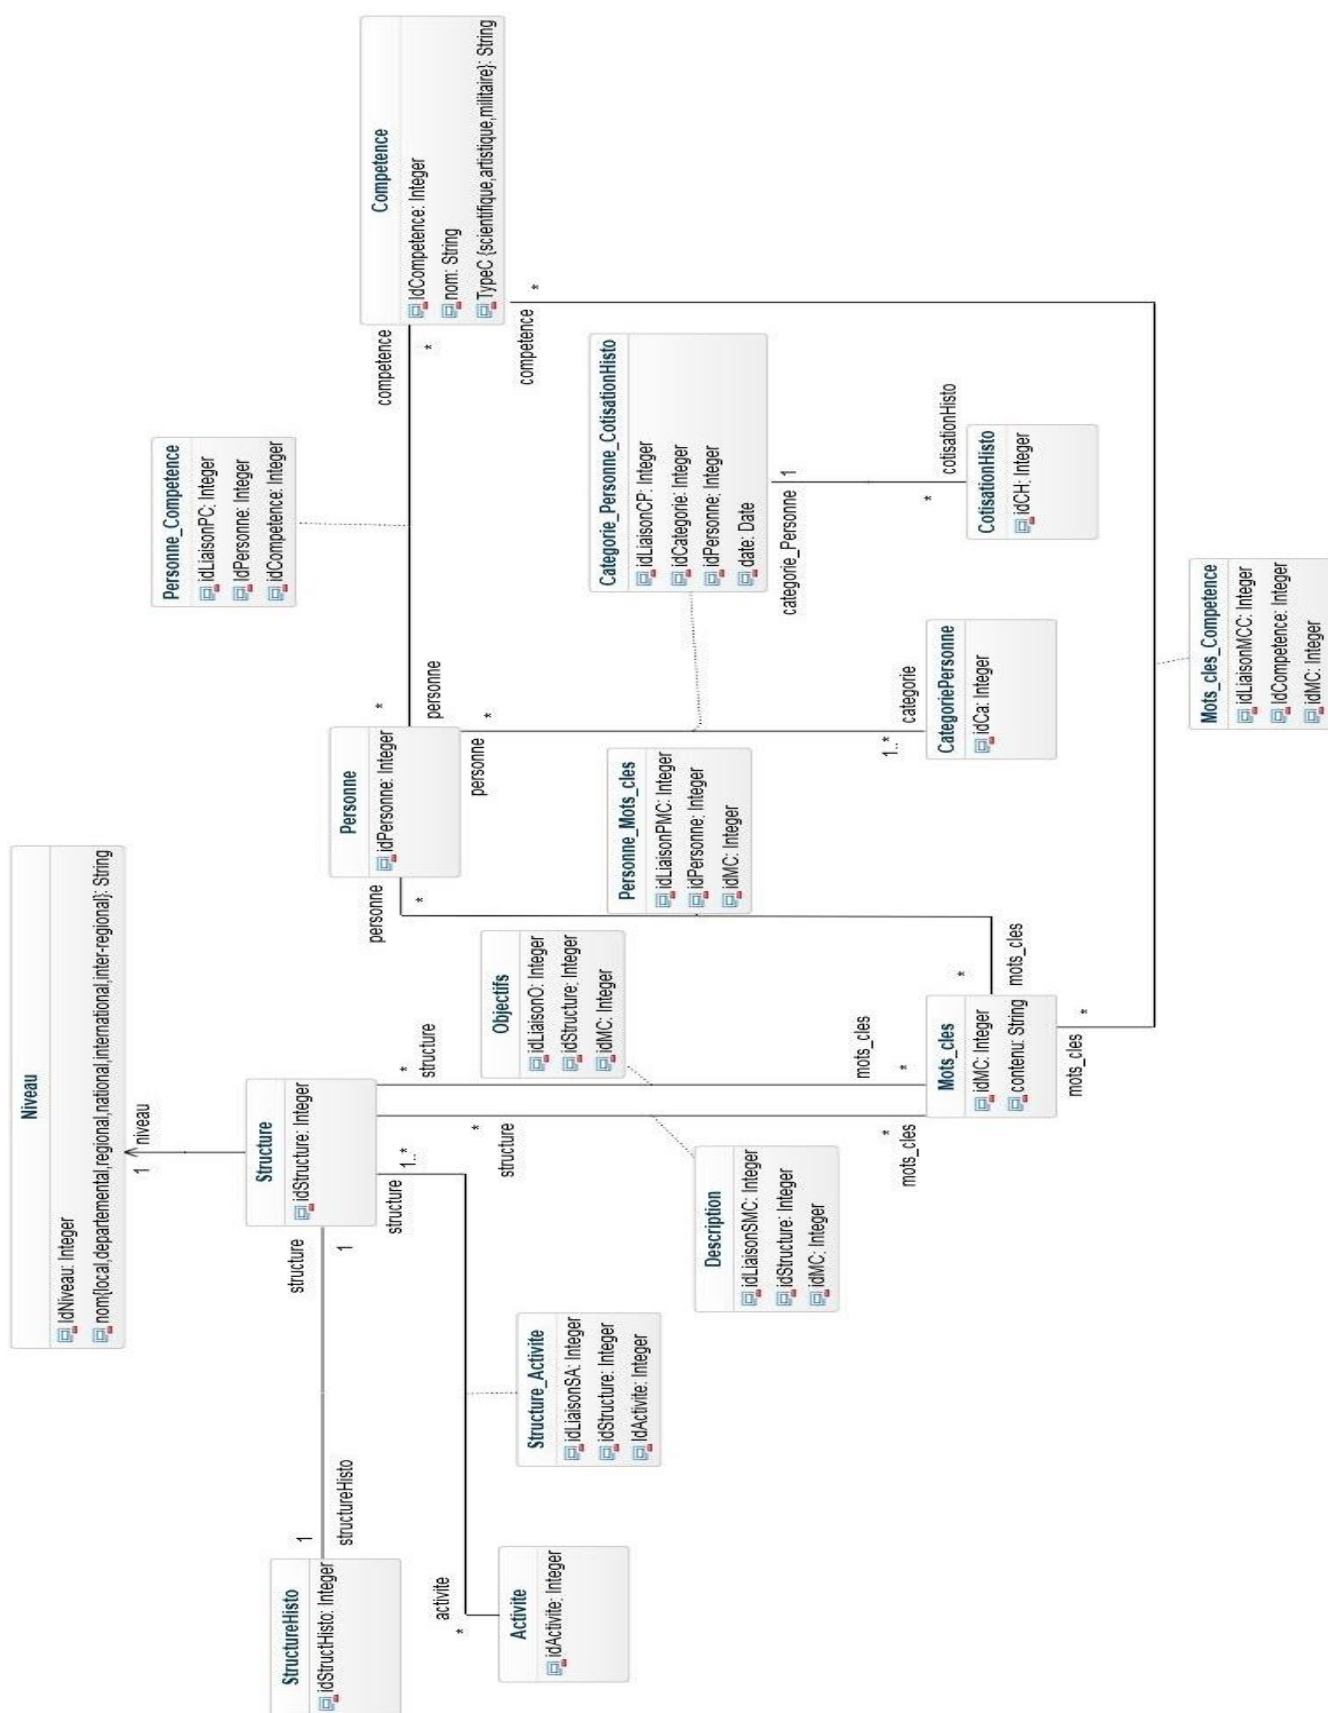 Niveau
IdNiveau: Integer
nom{local,departemental,regional,national,international,inter-regional}: String
1
niveau
StructureHisto
idStructHisto: Integer
1
structureHisto
structure
1
Structure
idStructure: Integer
structure
1..*
*
structure
*
structure
activite
*
Activite
idActivite: Integer
Structure_Activite
idLiaisonSA: Integer
idStructure: Integer
IdActivite: Integer
Description
idLiaisonSMC: Integer
idStructure: Integer
idMC: Integer
Objectifs
idLiaisonO: Integer
idStructure: Integer
idMC: Integer
mots_cles
*
mots_cles
*
Mots_cles
idMC: Integer
contenu: String
*
mots_cles
mots_cles
*
Personne_Mots_cles
idLiaisonPMC: Integer
idPersonne: Integer
idMC: Integer
personne
*
Personne
idPersonne: Integer
*
personne
personne
*
Personne_Competence
idLiaisonPC: Integer
IdPersonne: Integer
idCompetence: Integer
competence
*
Competence
IdCompetence: Integer
nom: String
TypeC {scientifique,artistique,militaire}: String
competence
*
Categorie_Personne_CotisationHisto
idLiaisonCP: Integer
idCategorie: Integer
idPersonne: Integer
date: Date
categorie_Personne
1
*
cotisationHisto
CotisationHisto
idCH: Integer
1..*
categorie
CategoriePersonne
idCa: Integer
Mots_cles_Competence
idLiaisonMCC: Integer
IdCompetence: Integer
idMC: Integer